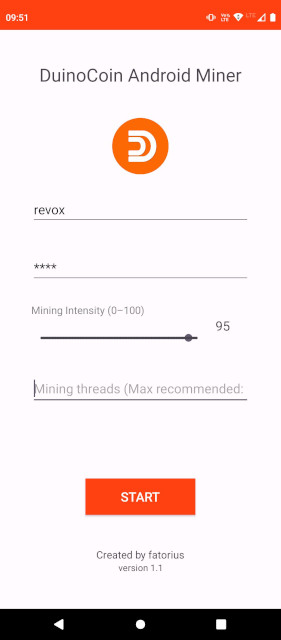 09:51
DuinoCoin Android Miner
revox
****
Mining Intensity (0–100)
95
Mining threads (Max recommended:
START
Created by fatorius
version 1.1